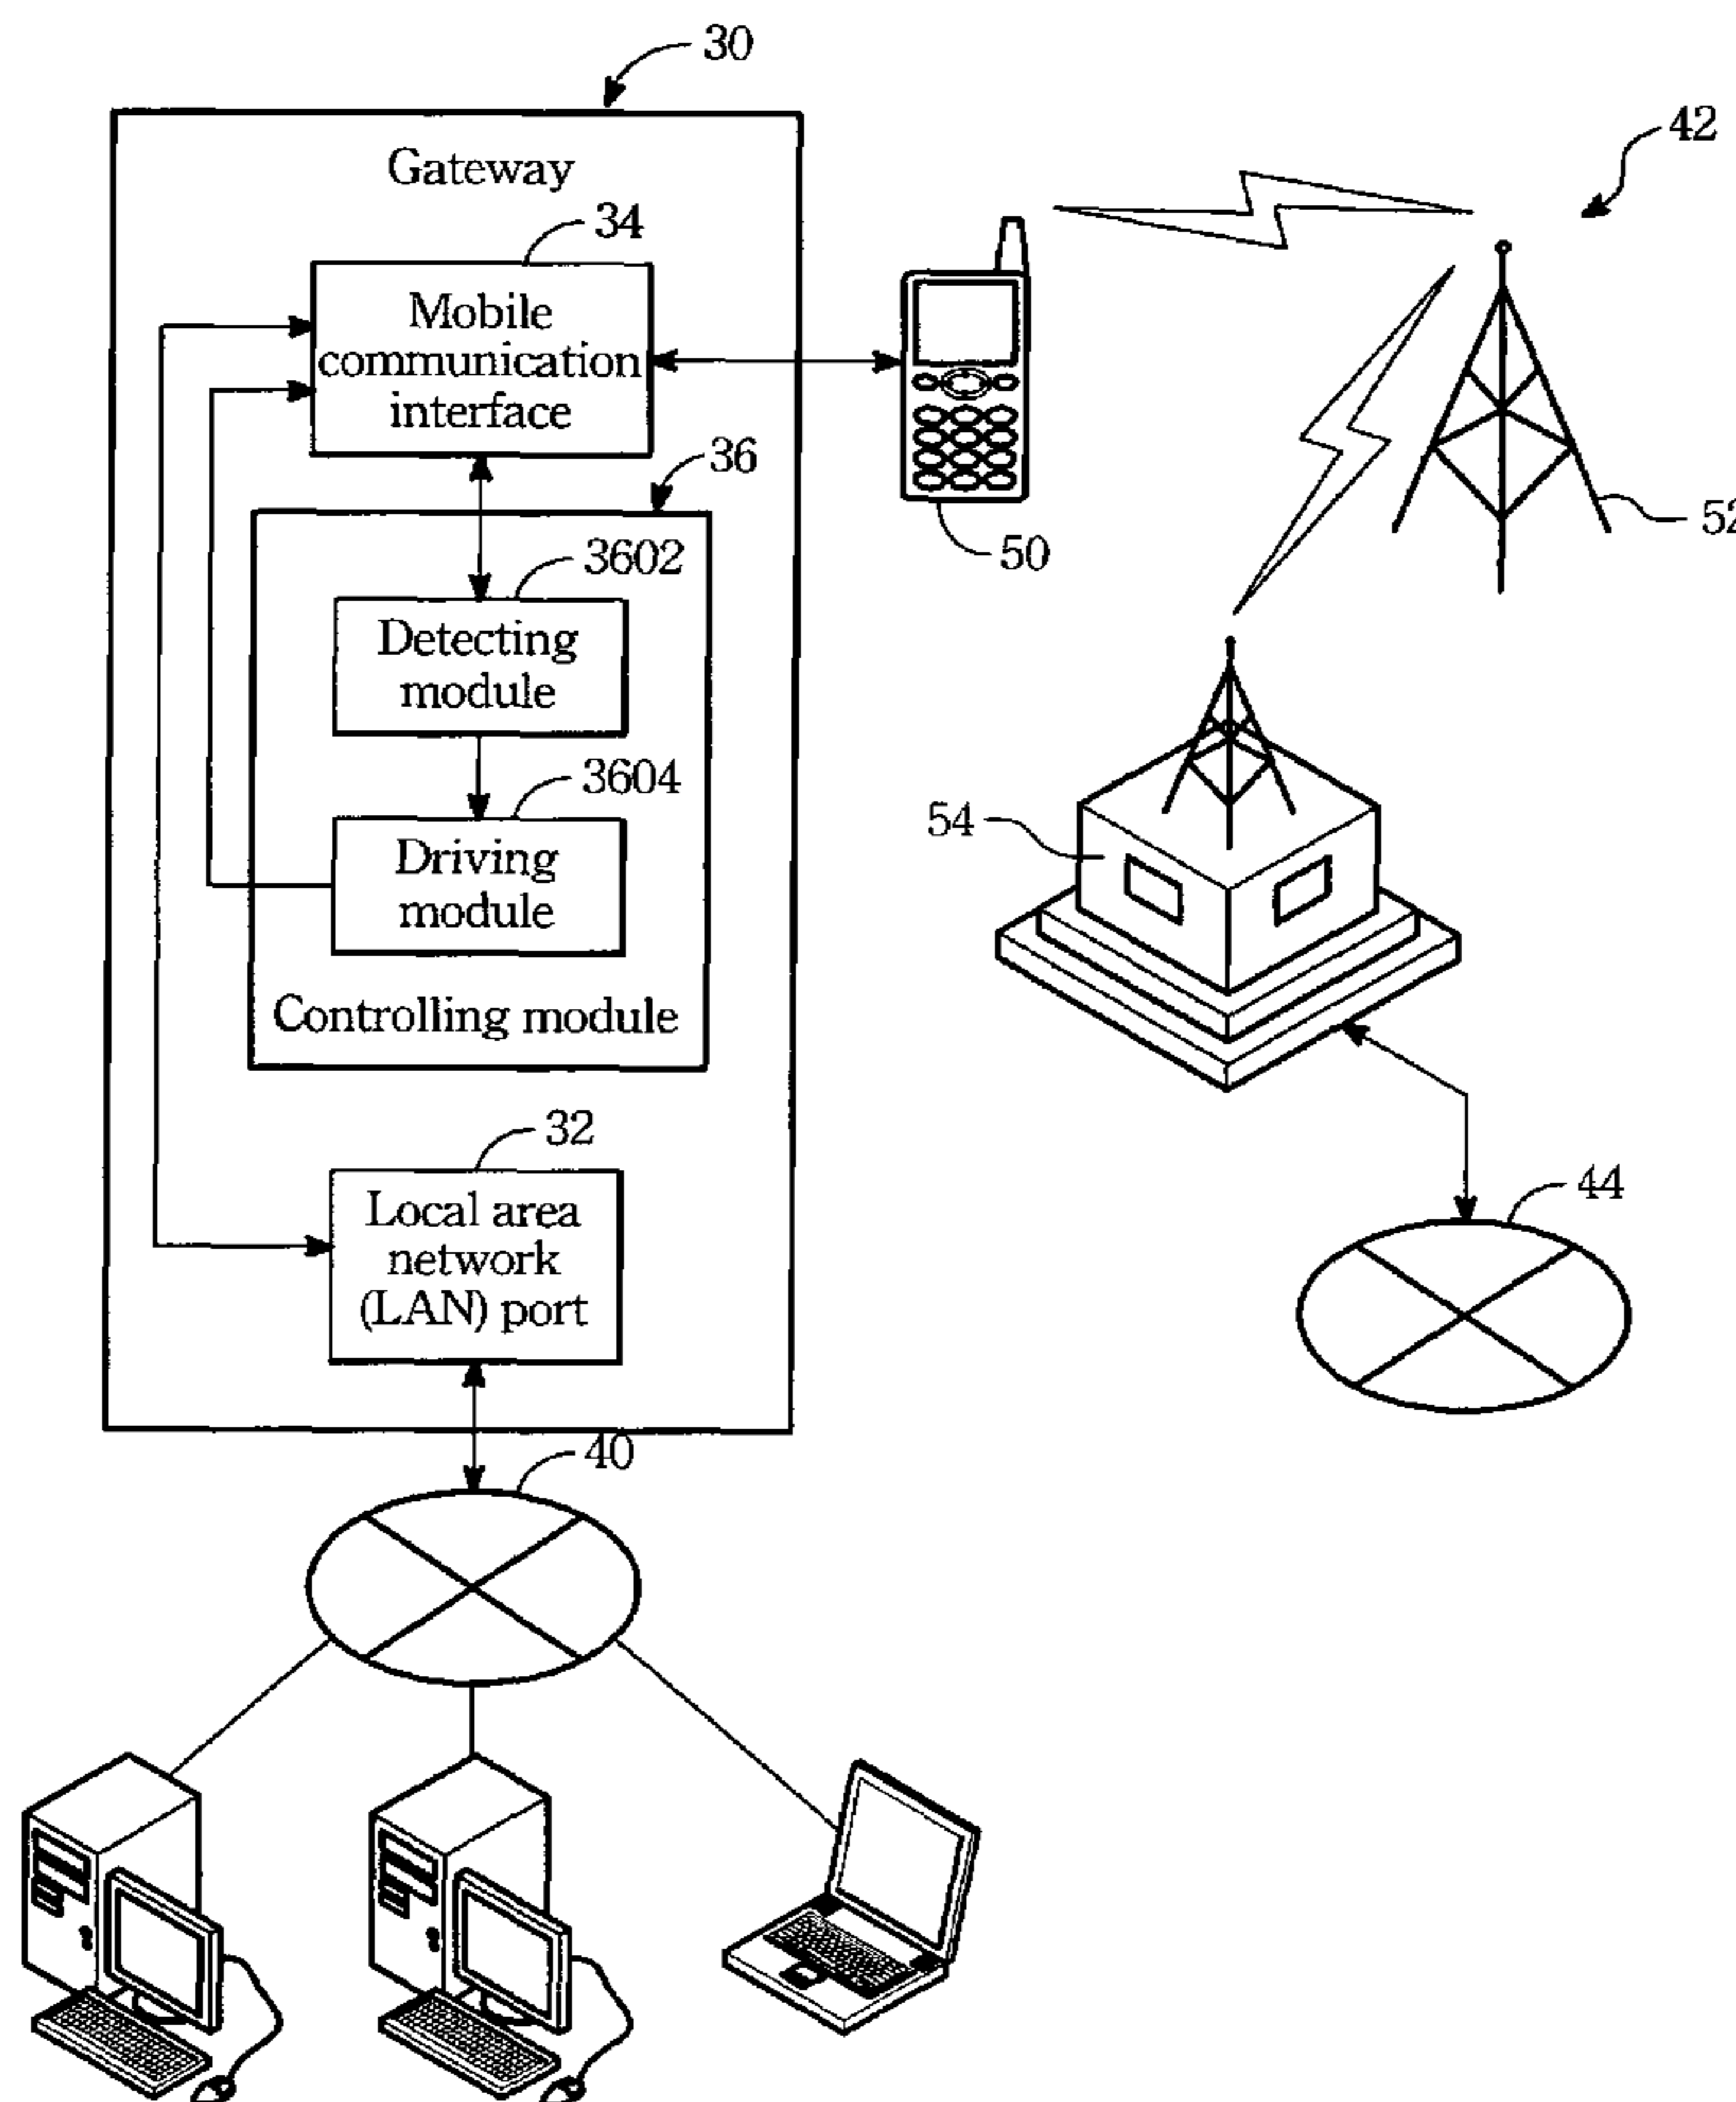 30
Gateway
42
34
Mobile
communication
interface
36
52
50
3602
Detecting
module
3604
Driving
module
54
Controlling module
32
Local area
network
(LAN) port
44
40